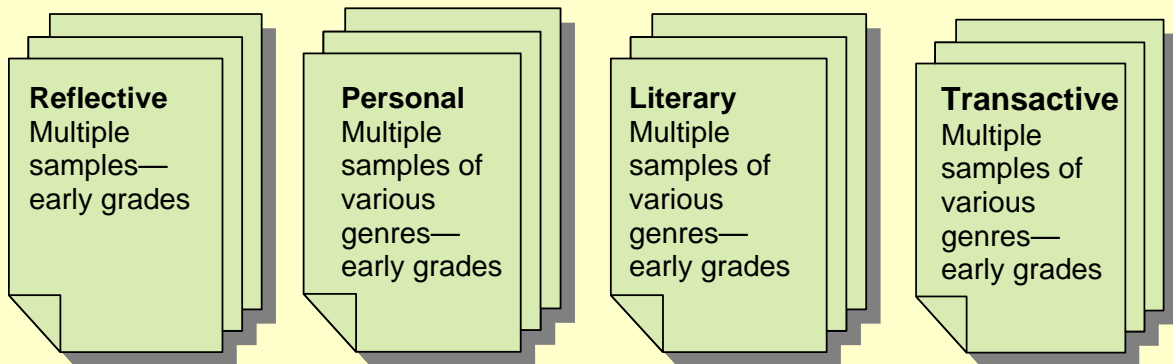 Reflective
Multiple
samples—
early grades
Personal
Multiple
samples of
various
genres—
early grades
Literary
Multiple
samples of
various
genres—
early grades
Transactive
Multiple
samples of
various
genres—
early grades